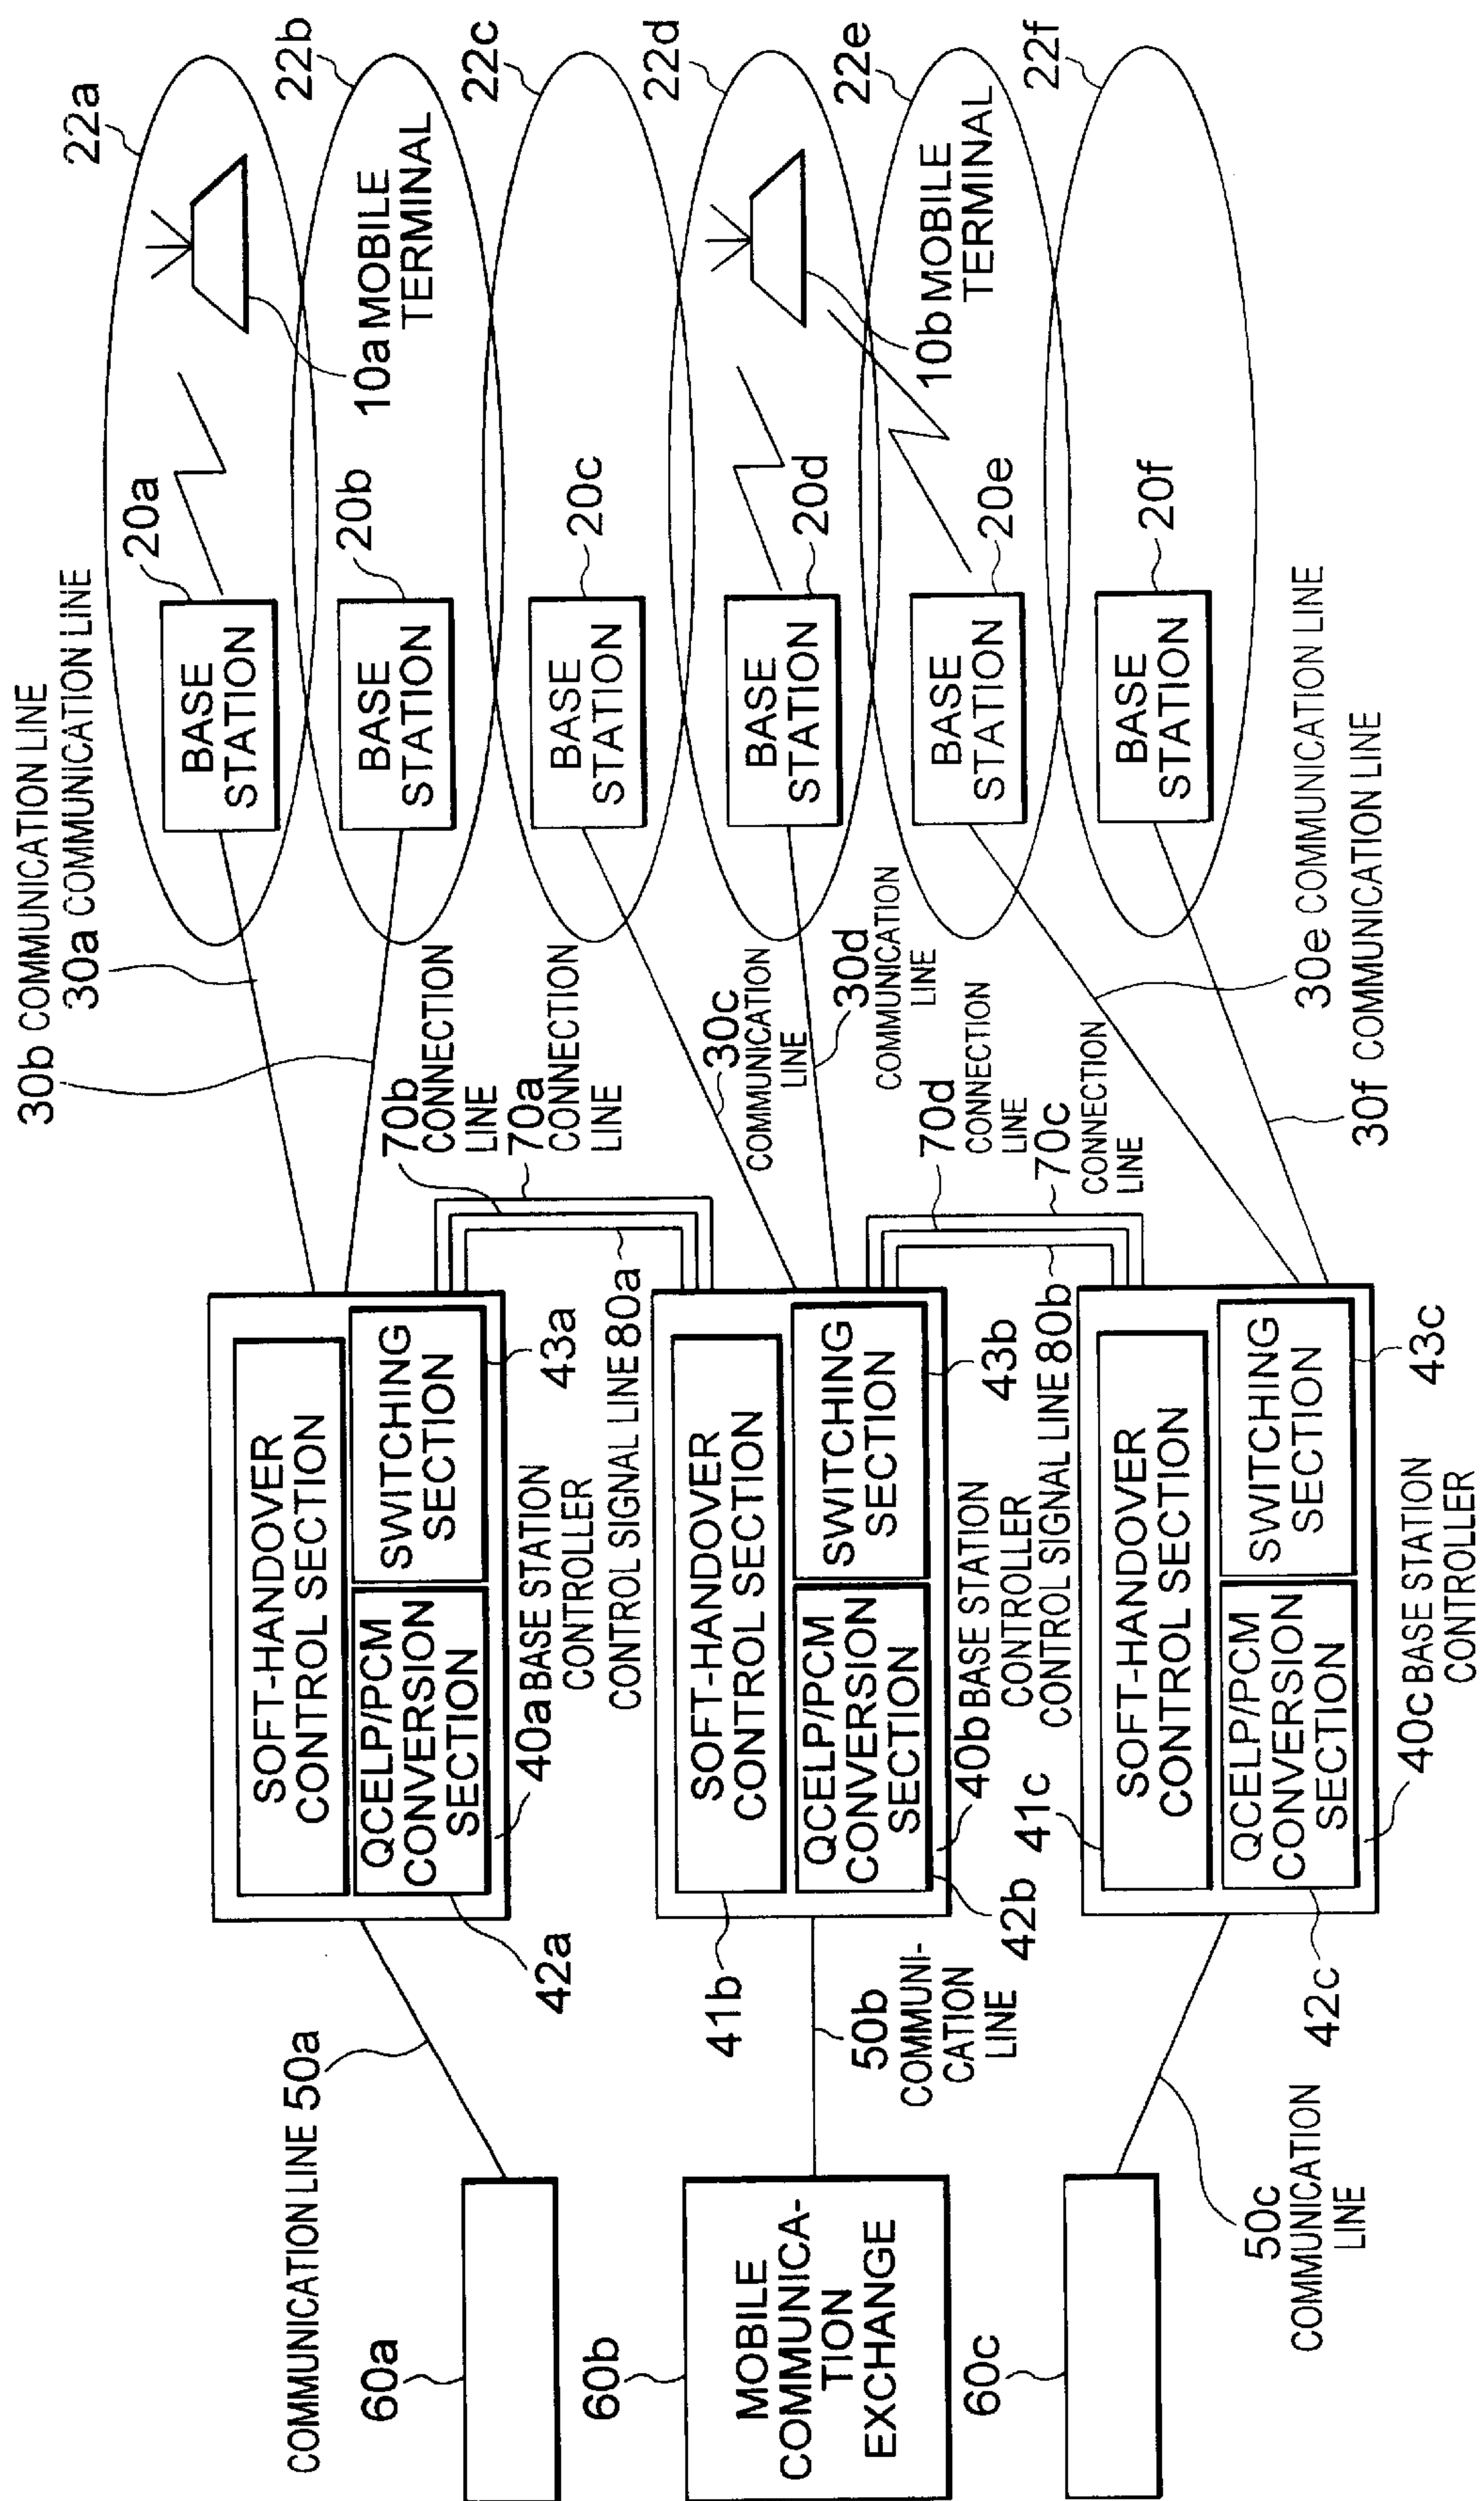 22a
22b
22c
22d
22e
22f
10a MOBILE
TERMINAL
10b MOBILE
TERMINAL
20a
BASE
STATION
20b
BASE
STATION
20c
BASE
STATION
20d
BASE
STATION
20e
BASE
STATION
20f
BASE
STATION
30b COMMUNICATION LINE
30a COMMUNICATION LINE
30c
COMMUNICATION
LINE
30d
COMMUNICATION
LINE
30e COMMUNICATION LINE
30f COMMUNICATION LINE
70b
CONNECTION
LINE
70a
CONNECTION
LINE
70d
CONNECTION
LINE
70c
CONNECTION
LINE
SOFT-HANDOVER
CONTROL SECTION
SWITCHING
SECTION
QCELP/PCM
CONVERSION
SECTION
43a
42a
40a BASE STATION
CONTROLLER
CONTROL SIGNAL LINE 80a
SOFT-HANDOVER
CONTROL SECTION
SWITCHING
SECTION
QCELP/PCM
CONVERSION
SECTION
41b
43b
42b
40b BASE STATION
CONTROLLER
CONTROL SIGNAL LINE 80b
41c
SOFT-HANDOVER
CONTROL SECTION
SWITCHING
SECTION
QCELP/PCM
CONVERSION
SECTION
43c
42c
40c BASE STATION
CONTROLLER
COMMUNICATION LINE 50a
50b
COMMUNI-
CATION
LINE
50c
COMMUNICATION
LINE
60a
60b
MOBILE
COMMUNICA-
TION
EXCHANGE
60c